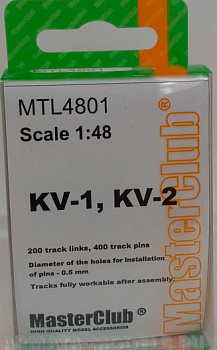 MTL4801
Scale 1:48
KV-1, KV-2
200 track links, 400 track pins
Diameter of the holes for installation
of pins - 0.5 mm
Tracks fully workable after assembly.
MasterClub ®
HIGH QUALITY MODEL ACCESSORIES
MasterClub®